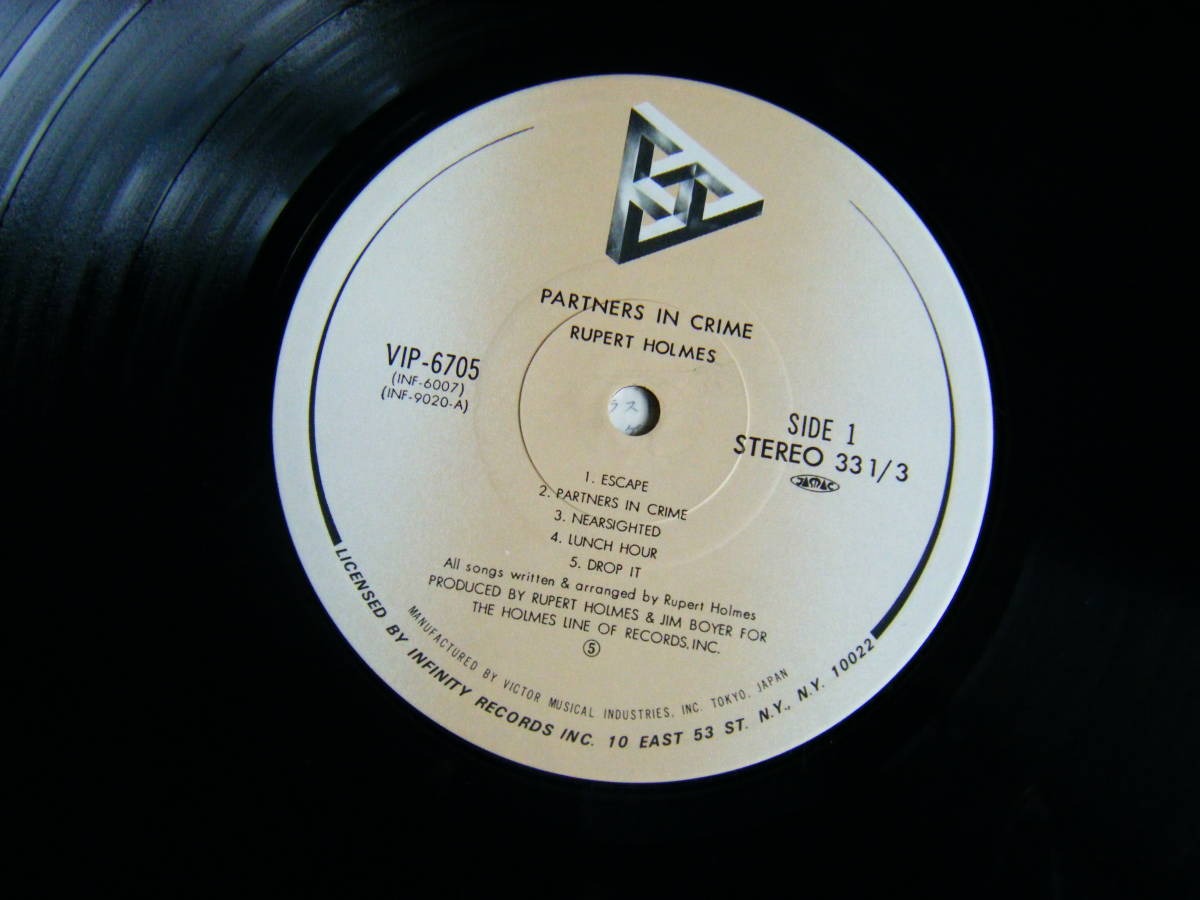 PARTNERS IN CRIME
RUPERT HOLMES
VIP-6705
(INF-6007)
(INF-9020-A)
SIDE 1
STEREO 33 1/3
1. ESCAPE
2. PARTNERS IN CRIME
3. NEARSIGHTED
4. LUNCH HOUR
5. DROP IT
All songs written & arranged by Rupert Holmes
PRODUCED BY RUPERT HOLMES & JIM BOYER FOR
THE HOLMES LINE OF RECORDS, INC.
⑤
MANUFACTURED BY VICTOR MUSICAL INDUSTRIES, INC. TOKYO, JAPAN
LICENSED BY INFINITY RECORDS INC. 10 EAST 53 ST. N.Y., N.Y. 10022